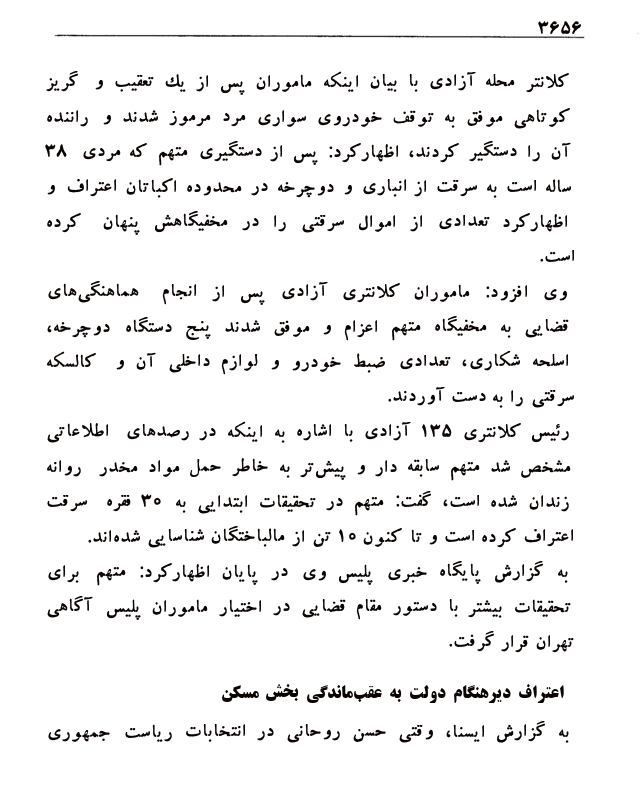 ۳۶۵۶
کلانتر محله آزادی با بیان اینکه ماموران پس از یك تعقیب و گریز
کوتاهی موفق به توقف خودروی سواری مرد مرموز شدند و راننده
آن را دستگیر کردند، اظهارکرد: پس از دستگیری متهم که مردی ۳۸
ساله است به سرقت از انباری و دوچرخه در محدوده اکباتان اعتراف و
اظهارکرد تعدادی از اموال سرقتی را در مخفیگاهش پنهان کرده
است.
وی افزود: ماموران کلانتری آزادی پس از انجام هماهنگی‌های
قضایی به مخفیگاه متهم اعزام و موفق شدند پنج دستگاه دوچرخه،
اسلحه شکاری، تعدادی ضبط خودرو و لوازم داخلی آن و کالسکه
سرقتی را به دست آوردند.
رئیس کلانتری ۱۳۵ آزادی با اشاره به اینکه در رصدهای اطلاعاتی
مشخص شد متهم سابقه دار و پیش‌تر به خاطر حمل مواد مخدر روانه
زندان شده است، گفت: متهم در تحقیقات ابتدایی به ۳۰ فقره سرقت
اعتراف کرده است و تا کنون ۱۰ تن از مالباختگان شناسایی شده‌اند.
به گزارش پایگاه خبری پلیس وی در پایان اظهارکرد: متهم برای
تحقیقات بیشتر با دستور مقام قضایی در اختیار ماموران پلیس آگاهی
تهران قرار گرفت.
اعتراف دیرهنگام دولت به عقب‌ماندگی بخش مسکن
به گزارش ایسنا، وقتی حسن روحانی در انتخابات ریاست جمهوری